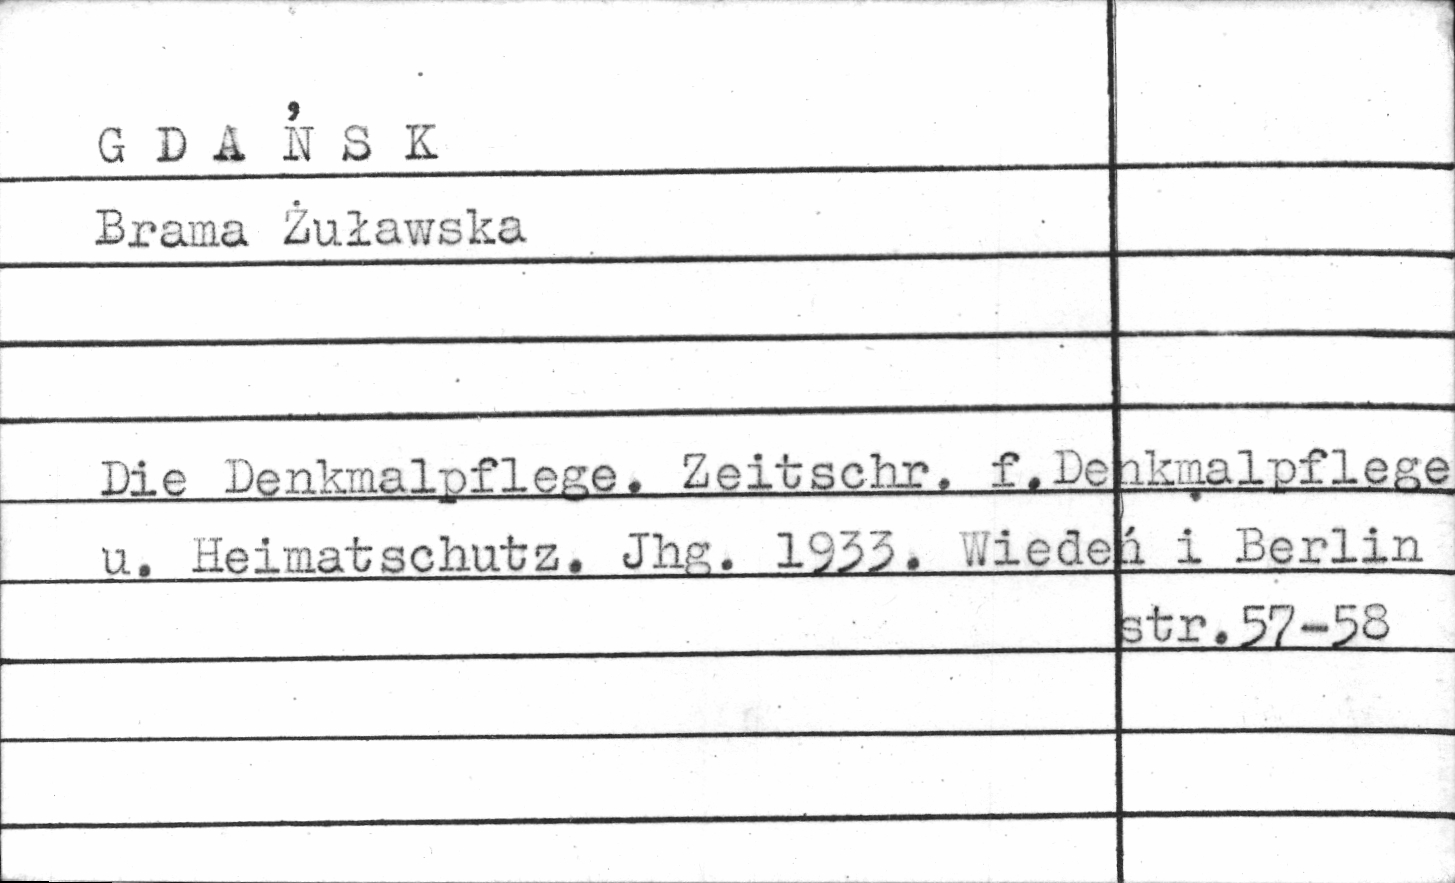 G D A Ń S K
Brama Żuławska
Die Denkmalpflege. Zeitschr. f.Denkmalpflege
u. Heimatschutz. Jhg. 1933. Wiedeń i Berlin
str.57-58